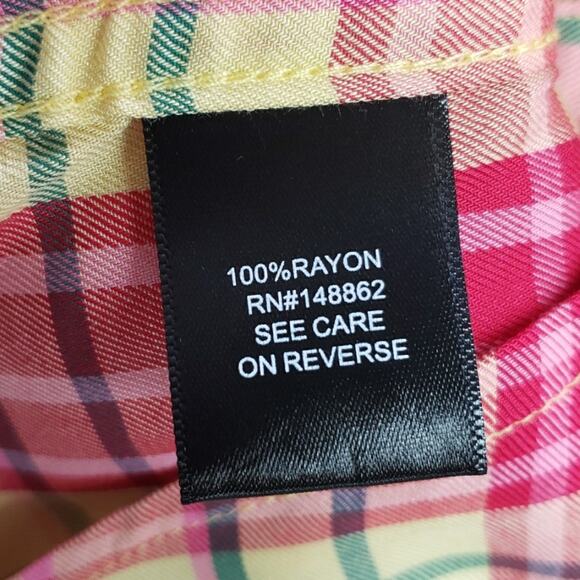 100%RAYON
RN#148862
SEE CARE
ON REVERSE